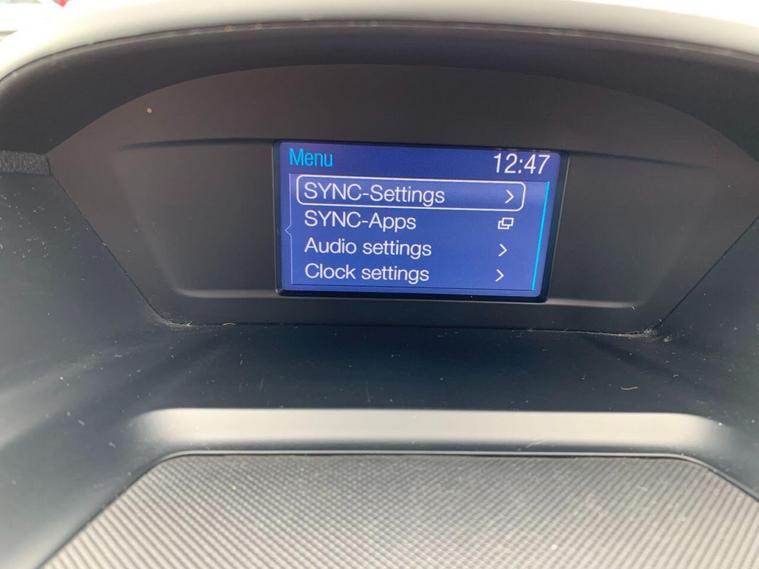 Menu 12:47
SYNC-Settings
SYNC-Apps
Audio settings
Clock settings